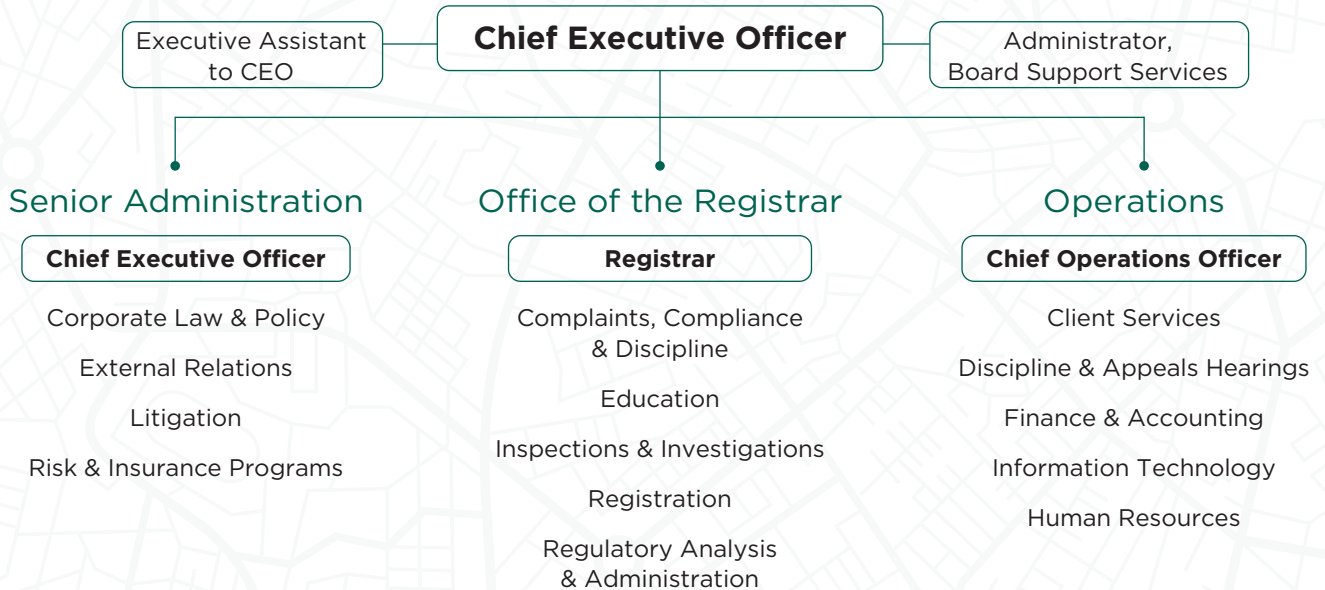 Chief Executive Officer
Executive Assistant
to CEO
Administrator,
Board Support Services
Senior Administration
Chief Executive Officer
Corporate Law & Policy
External Relations
Litigation
Risk & Insurance Programs
Office of the Registrar
Registrar
Complaints, Compliance
& Discipline
Education
Inspections & Investigations
Registration
Regulatory Analysis
& Administration
Operations
Chief Operations Officer
Client Services
Discipline & Appeals Hearings
Finance & Accounting
Information Technology
Human Resources